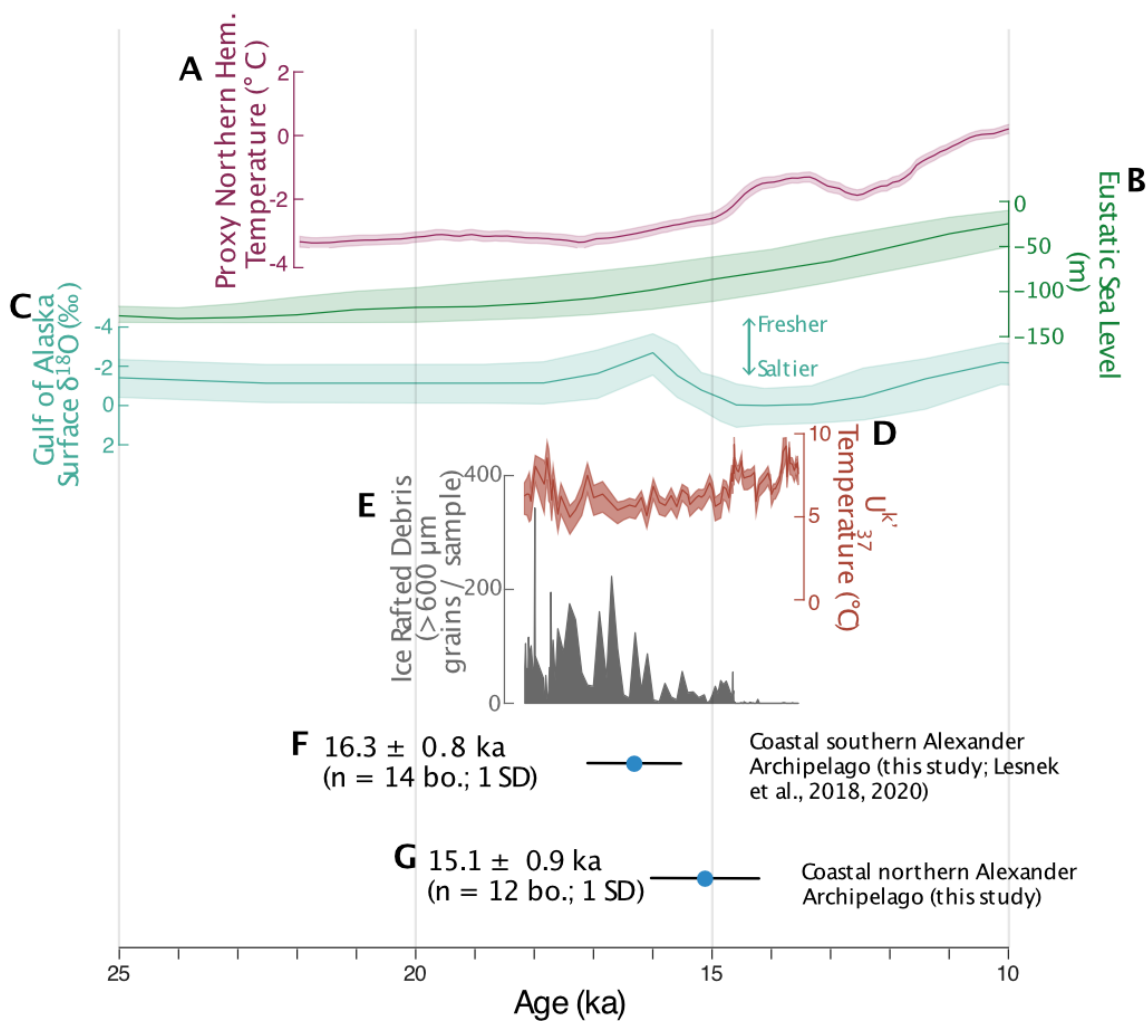 A
Proxy Northern Hem.
Temperature (° C)
2
0
-2
-4
B
Eustatic Sea Level
(m)
0
−50
−100
−150
C
Gulf of Alaska
Surface δ18O (‰)
-4
-2
0
2
Fresher
Saltier
D
10
5
0
Uk’37
Temperature (°C)
E
Ice Rafted Debris
(> 600 μm
grains / sample)
400
200
0
F
16.3 ± 0.8 ka
(n = 14 bo.; 1 SD)
Coastal southern Alexander
Archipelago (this study; Lesnek
et al., 2018, 2020)
G
15.1 ± 0.9 ka
(n = 12 bo.; 1 SD)
Coastal northern Alexander
Archipelago (this study)
25
20
15
10
Age (ka)